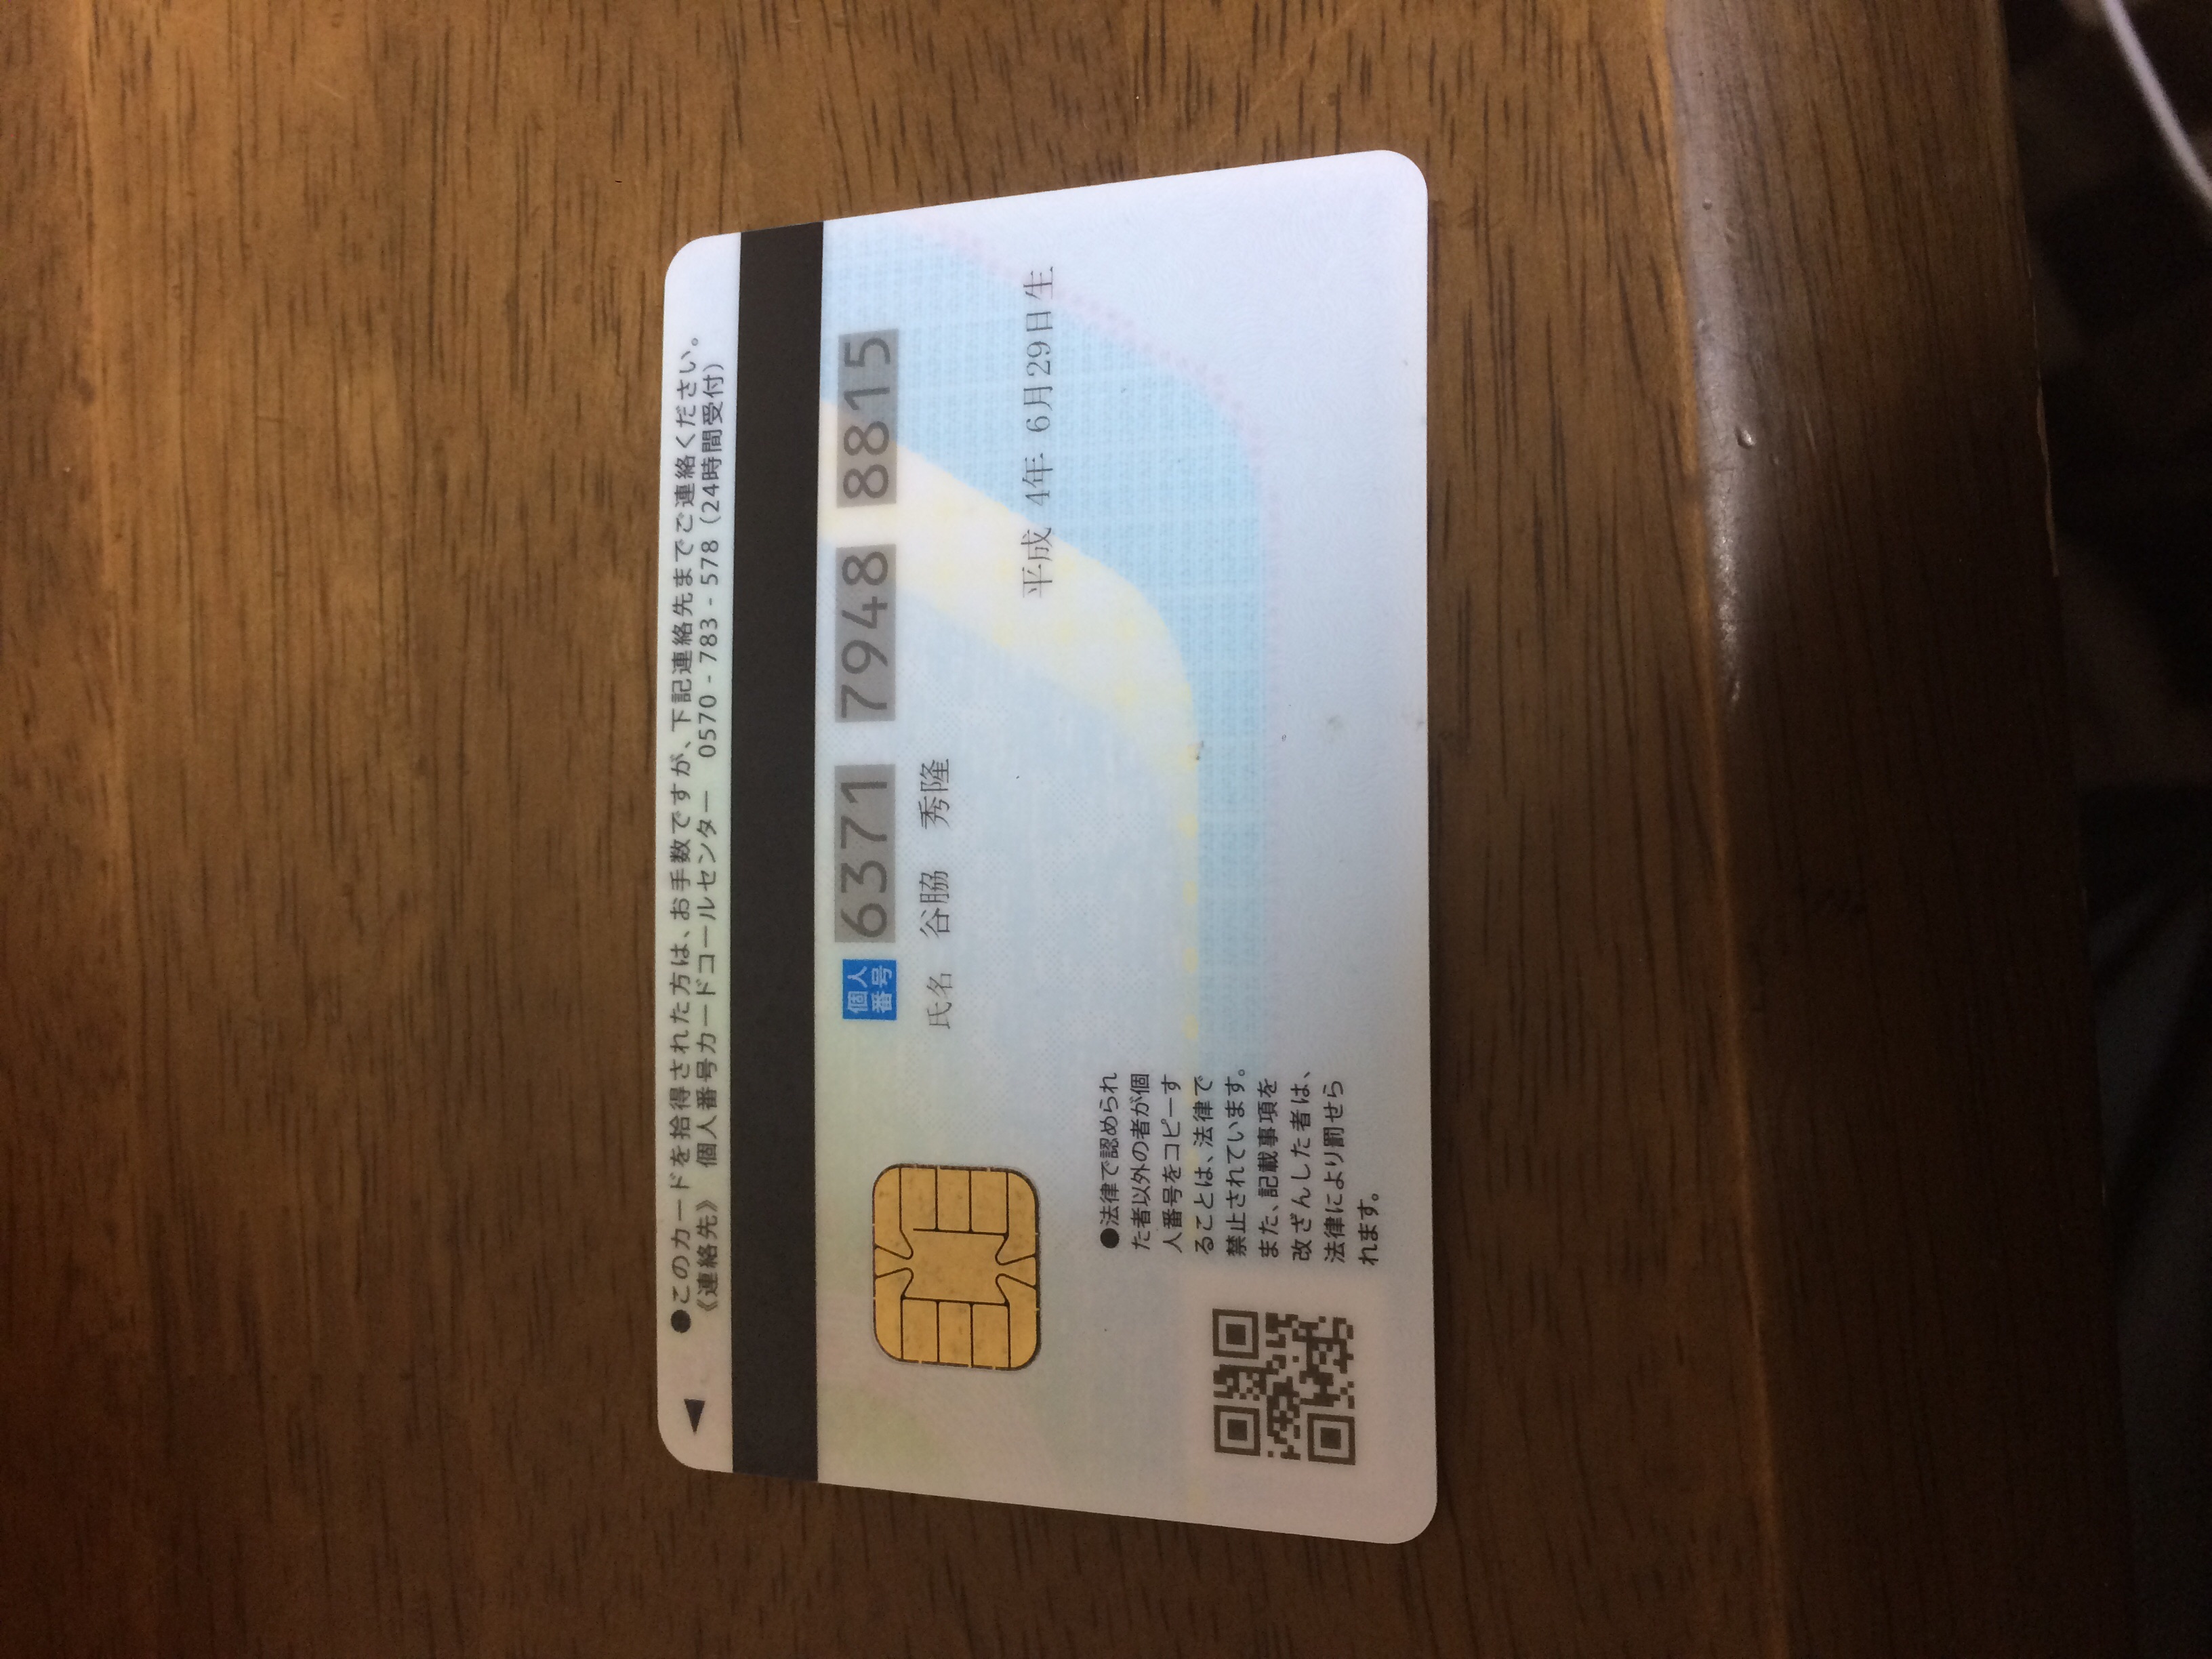 ●このカードを拾得された方は、お手数ですが、下記連絡先までご連絡ください。
《連絡先》 個人番号カードコールセンター 0570-783-578(24時間受付)
個人番号 6371 7948 8815
氏名 谷脇 秀隆
平成 4年 6月29日生
●法律で認められ
た者以外の者が個
人番号をコピーす
ることは、法律で
禁止されています。
また、記載事項を
改ざんした者は、
法律により罰せら
れます。